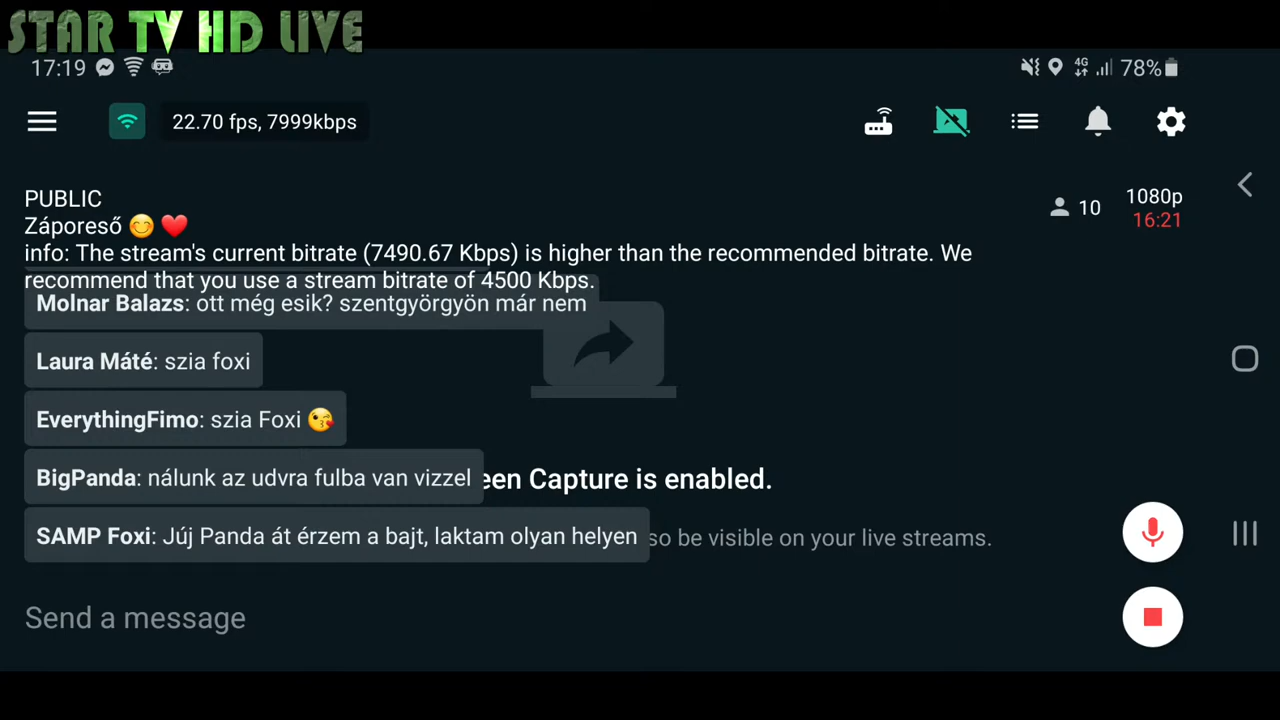 STAR TV HD LIVE
17:19
4G 78%
22.70 fps, 7999kbps
PUBLIC
Záporeső 😊 ❤️
10
1080p
16:21
info: The stream's current bitrate (7490.67 Kbps) is higher than the recommended bitrate. We
recommend that you use a stream bitrate of 4500 Kbps.
Molnar Balazs: ott még esik? szentgyörgyön már nem
Laura Máté: szia foxi
EverythingFimo: szia Foxi 😘
BigPanda: nálunk az udvra fulba van vizzel
een Capture is enabled.
SAMP Foxi: Júj Panda át érzem a bajt, laktam olyan helyen
so be visible on your live streams.
Send a message